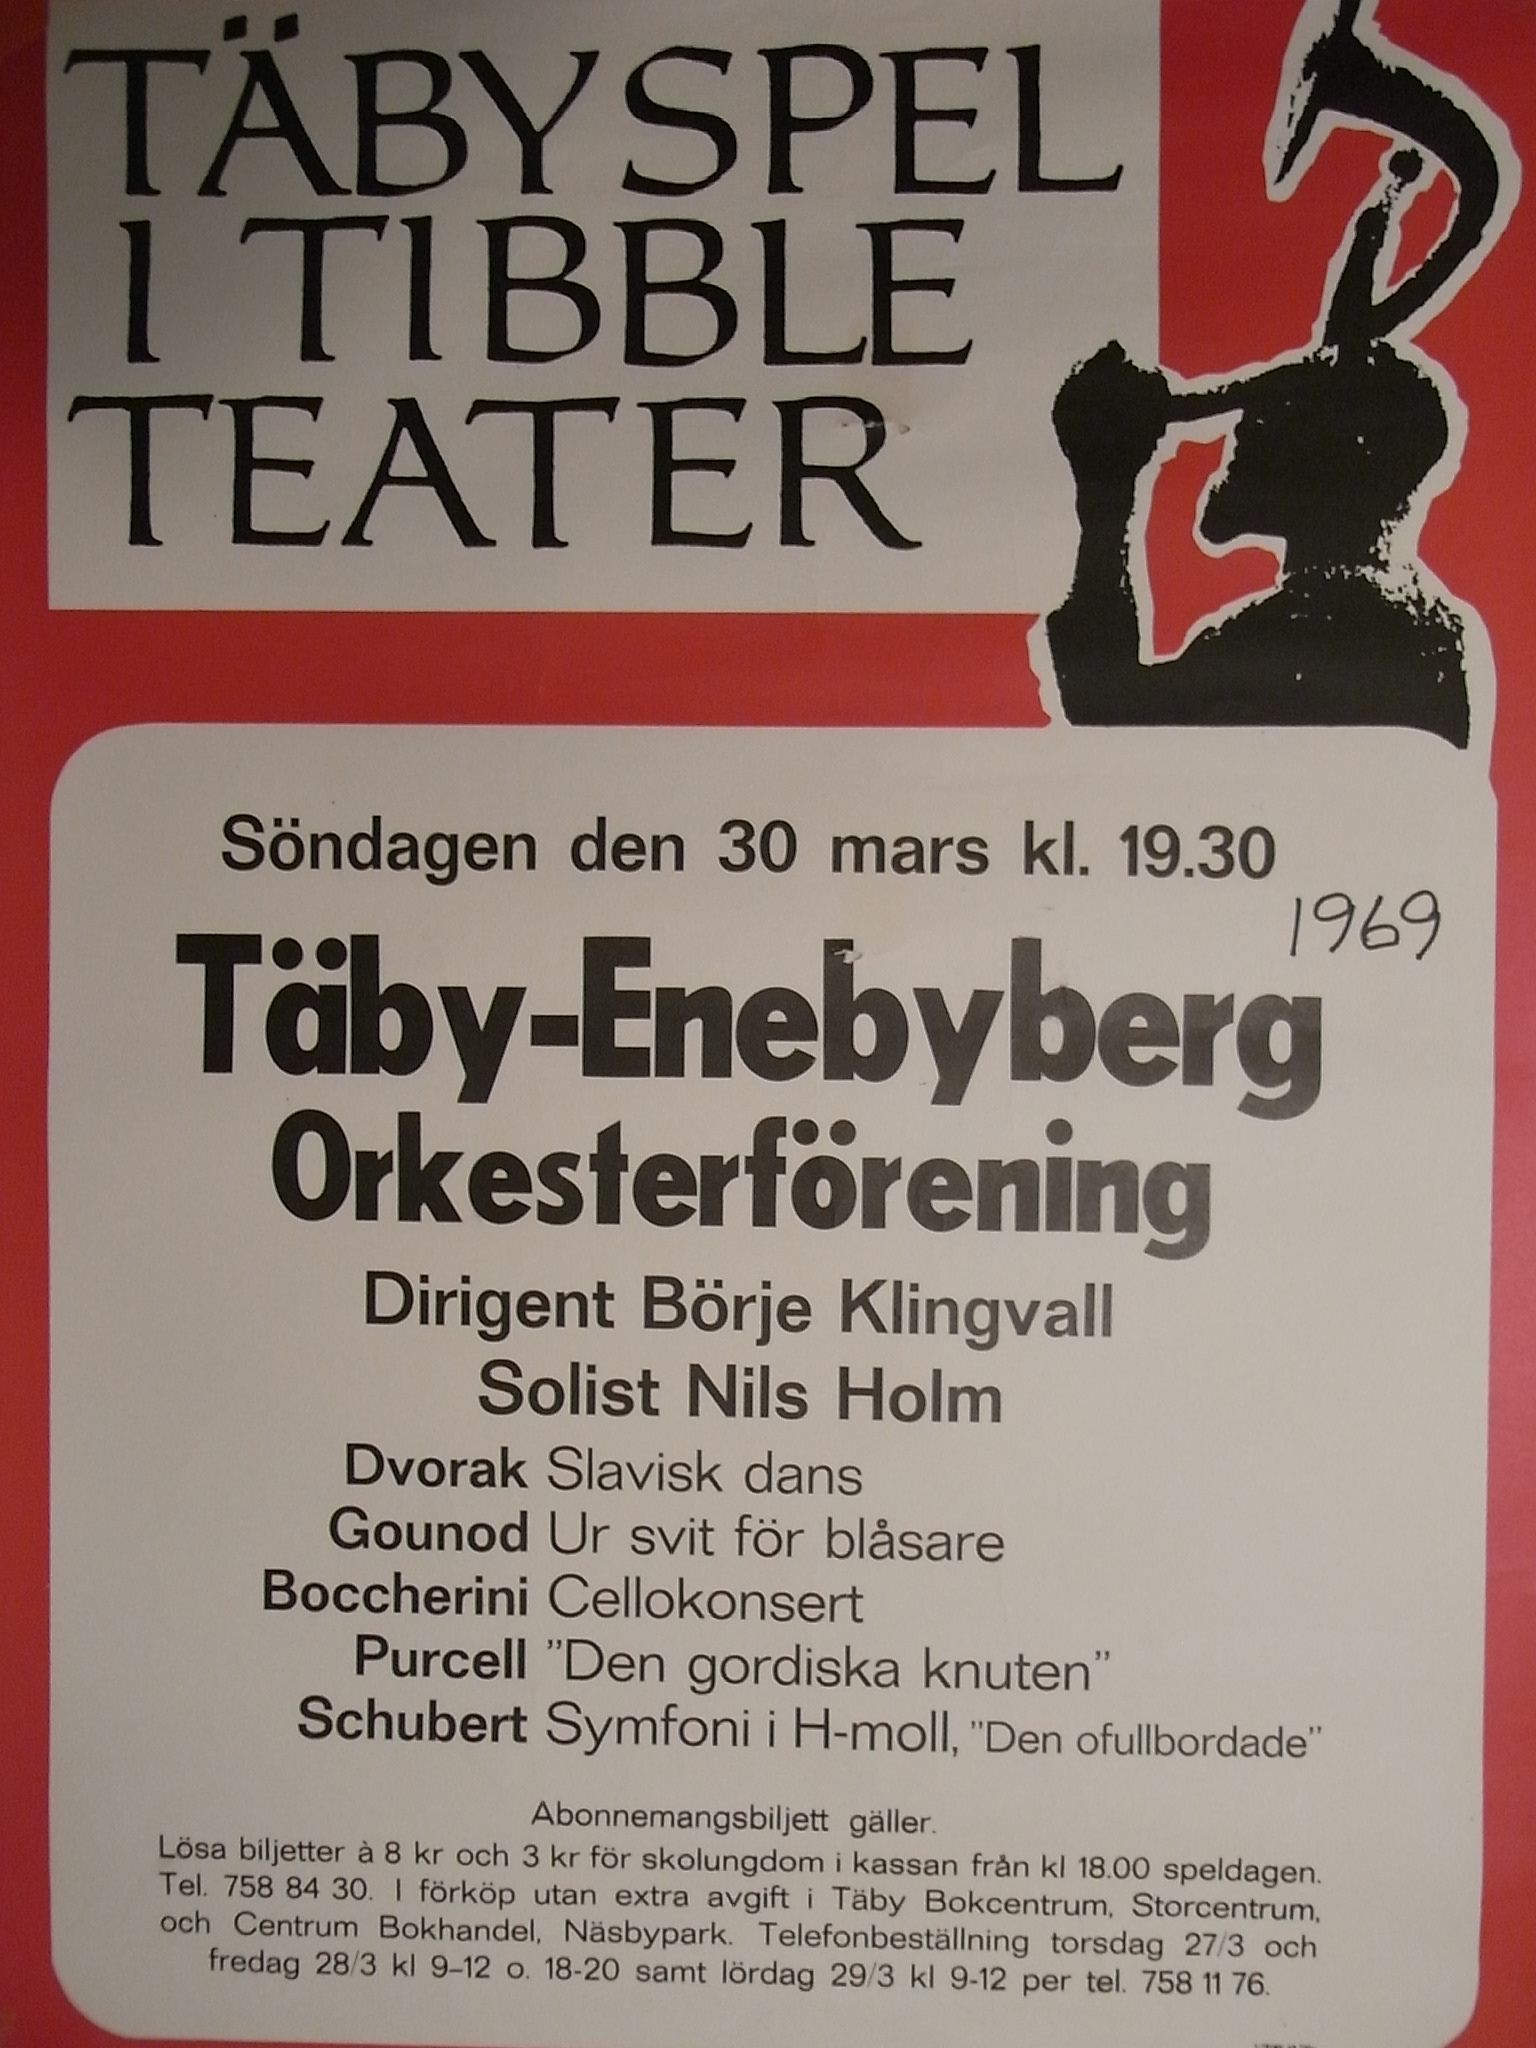 TÄBYSPEL
I TIBBLE
TEATER
Söndagen den 30 mars kl. 19.30
1969
Täby-Enebyberg
Orkesterförening
Dirigent Börje Klingvall
Solist Nils Holm
Dvorak Slavisk dans
Gounod Ur svit för blåsare
Boccherini Cellokonsert
Purcell "Den gordiska knuten"
Schubert Symfoni i H-moll, "Den ofullbordade"
Abonnemangsbiljett gäller.
Lösa biljetter à 8 kr och 3 kr för skolungdom i kassan från kl 18.00 speldagen.
Tel. 758 84 30. I förköp utan extra avgift i Täby Bokcentrum, Storcentrum,
och Centrum Bokhandel, Näsbypark. Telefonbeställning torsdag 27/3 och
fredag 28/3 kl 9–12 o. 18-20 samt lördag 29/3 kl 9-12 per tel. 758 11 76.